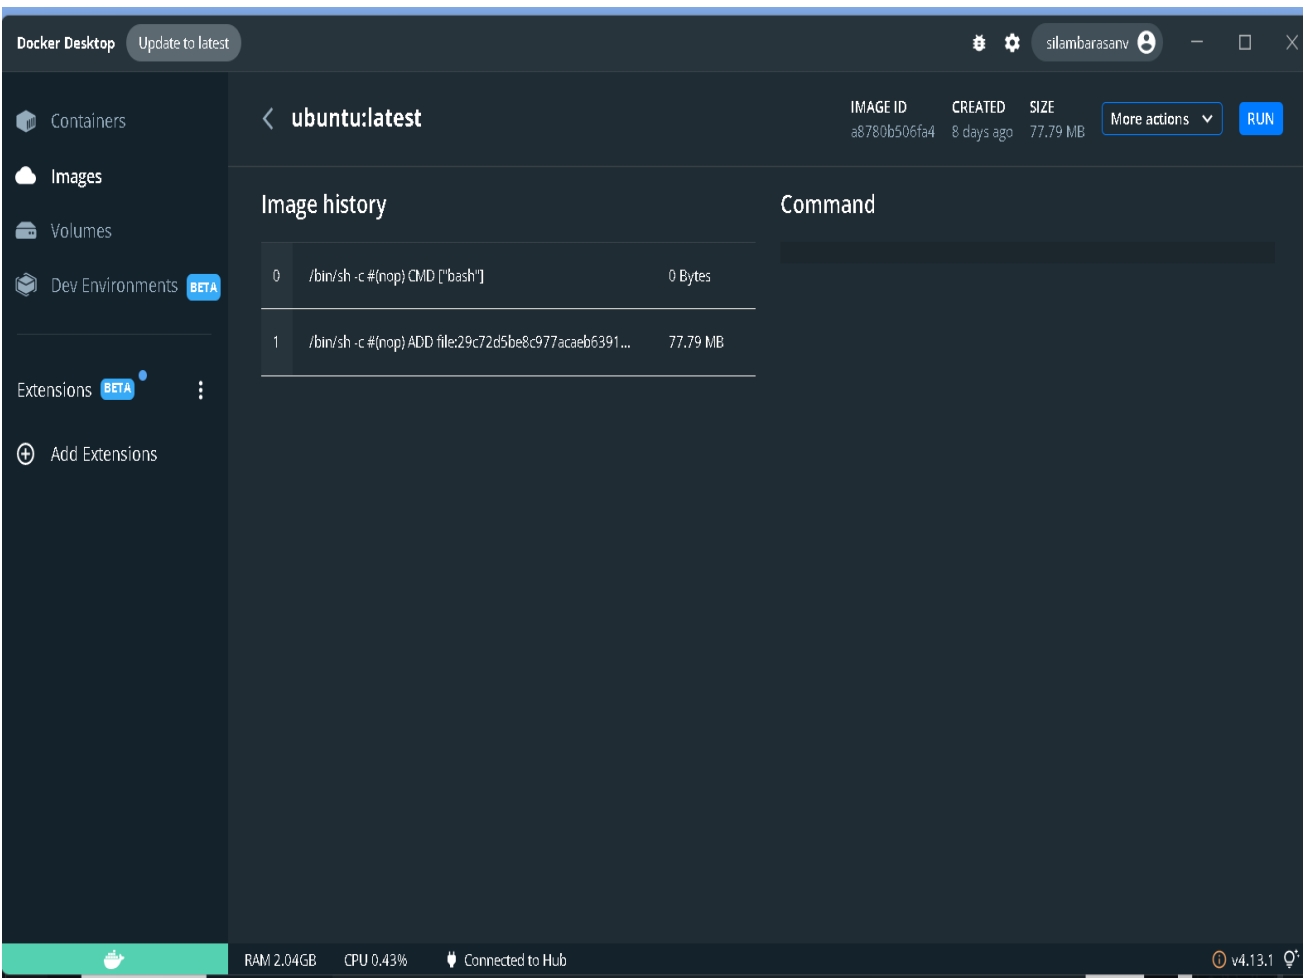 Docker Desktop Update to latest silambarasanv
Containers
Images
Volumes
Dev Environments BETA
Extensions BETA
Add Extensions
ubuntu:latest
IMAGE ID CREATED SIZE
a8780b506fa4 8 days ago 77.79 MB
More actions RUN
Image history
0 /bin/sh -c #(nop) CMD ["bash"] 0 Bytes
1 /bin/sh -c #(nop) ADD file:29c72d5be8c977acaeb6391... 77.79 MB
Command
RAM 2.04GB CPU 0.43% Connected to Hub v4.13.1